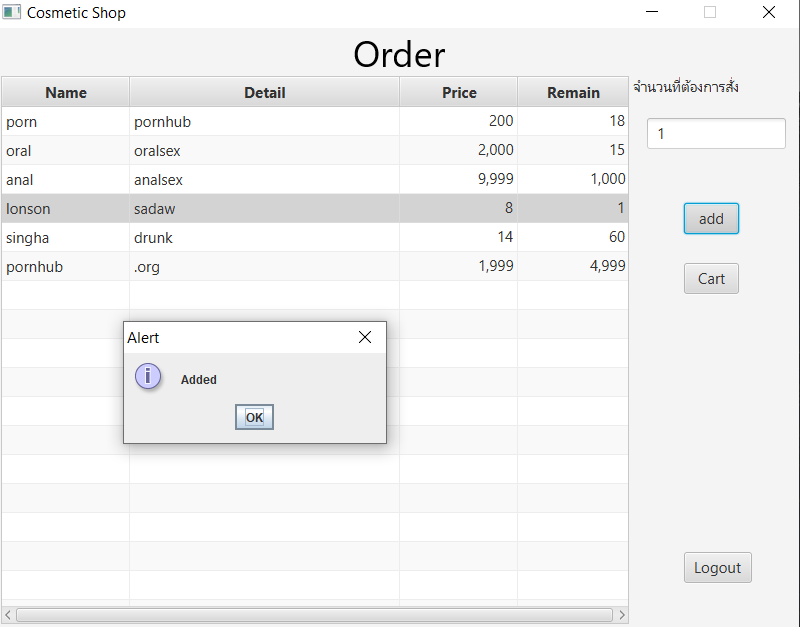 Cosmetic Shop
Order
Name Detail Price Remain
จำนวนที่ต้องการสั่ง
porn pornhub 200 18
1
oral oralsex 2,000 15
anal analsex 9,999 1,000
lonson sadaw 8 1
add
singha drunk 14 60
pornhub .org 1,999 4,999
Cart
Alert
Added
OK
Logout